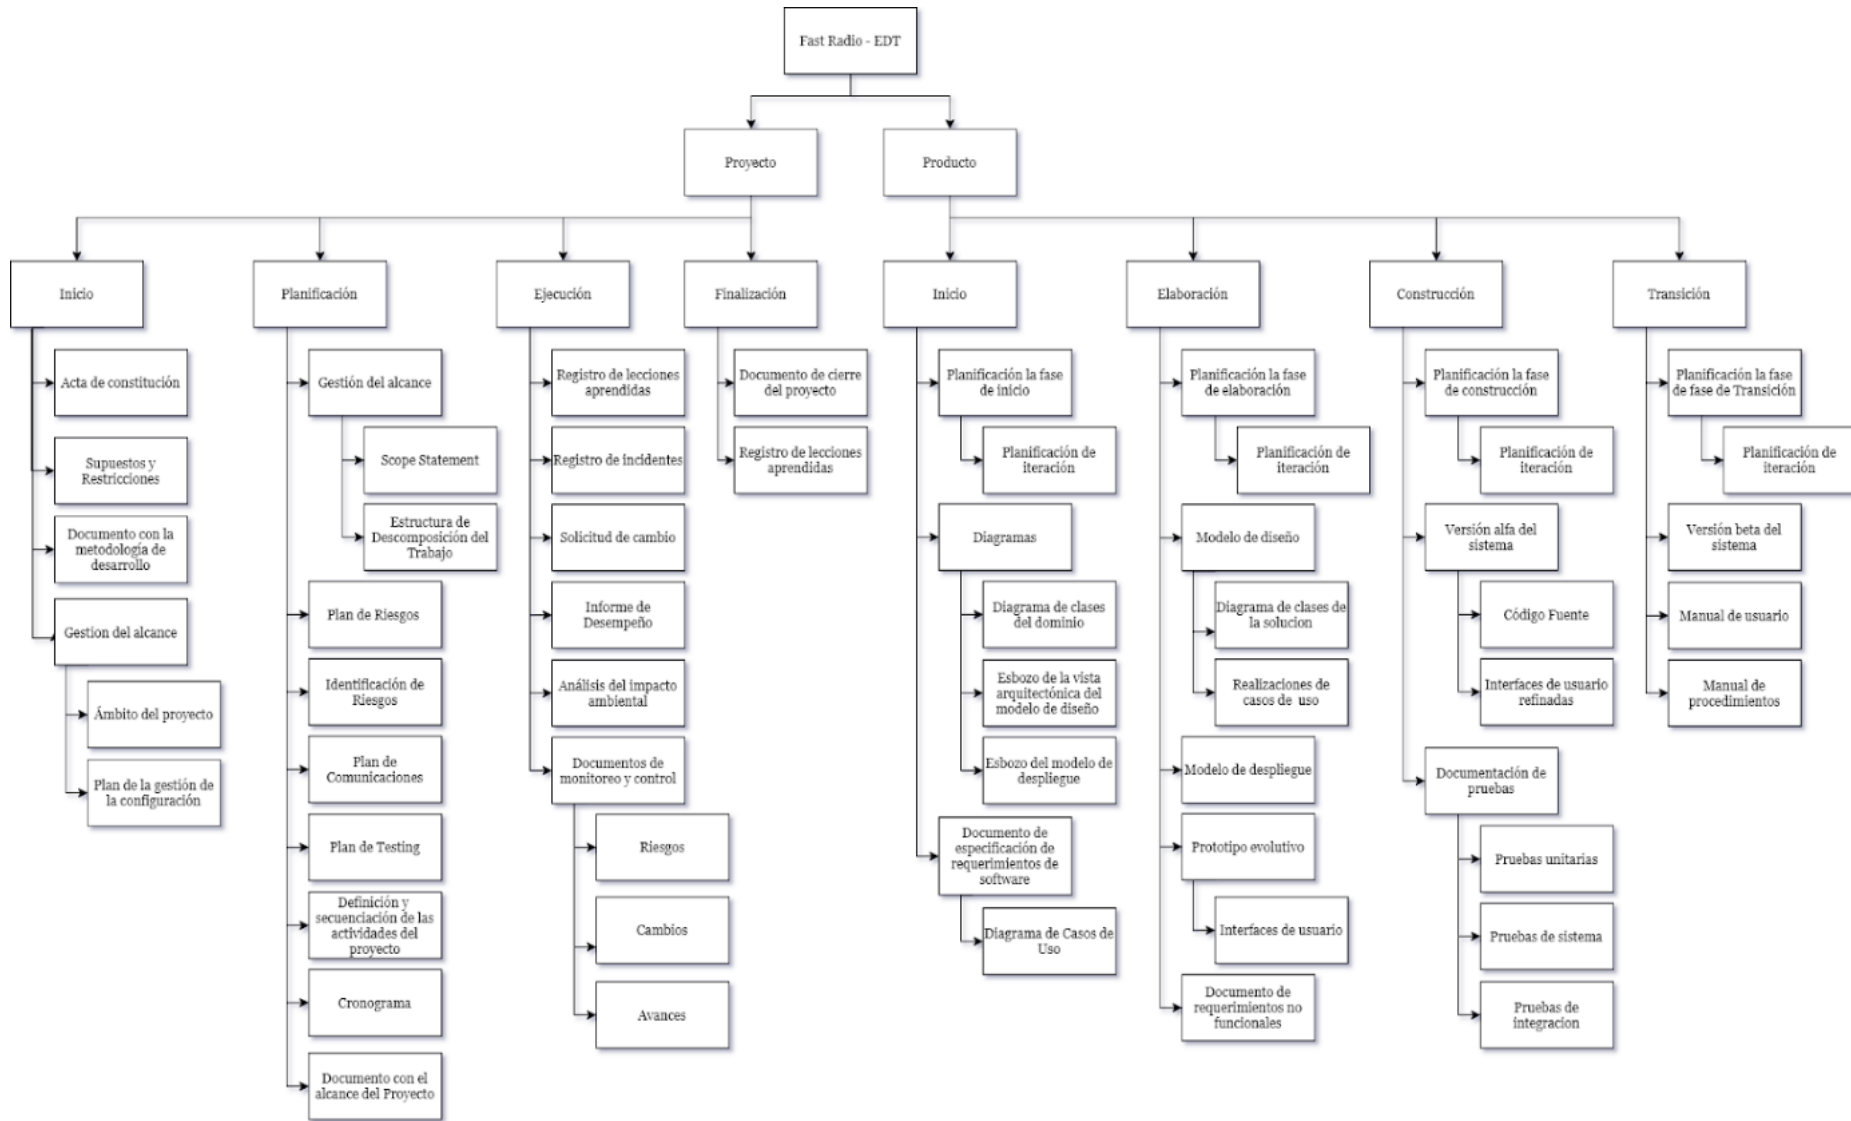 Fast Radio - EDT
Proyecto
Producto
Inicio
Planificación
Ejecución
Finalización
Inicio
Elaboración
Construcción
Transición
Acta de constitución
Supuestos y
Restricciones
Documento con la
metodología de
desarrollo
Gestion del alcance
Ámbito del proyecto
Plan de la gestión de
la configuración
Gestión del alcance
Scope Statement
Estructura de
Descomposición del
Trabajo
Plan de Riesgos
Identificación de
Riesgos
Plan de
Comunicaciones
Plan de Testing
Definición y
secuenciación de las
actividades del
proyecto
Cronograma
Documento con el
alcance del Proyecto
Registro de lecciones
aprendidas
Registro de incidentes
Solicitud de cambio
Informe de
Desempeño
Análisis del impacto
ambiental
Documentos de
monitoreo y control
Riesgos
Cambios
Avances
Documento de cierre
del proyecto
Registro de lecciones
aprendidas
Planificación la fase
de inicio
Planificación de
iteración
Diagramas
Diagrama de clases
del dominio
Esbozo de la vista
arquitectónica del
modelo de diseño
Esbozo del modelo de
despliegue
Documento de
especificación de
requerimientos de
software
Diagrama de Casos de
Uso
Planificación la fase
de elaboración
Planificación de
iteración
Modelo de diseño
Diagrama de clases de
la solucion
Realizaciones de
casos de uso
Modelo de despliegue
Prototipo evolutivo
Interfaces de usuario
Documento de
requerimientos no
funcionales
Planificación la fase
de construcción
Planificación de
iteración
Versión alfa del
sistema
Código Fuente
Interfaces de usuario
refinadas
Documentación de
pruebas
Pruebas unitarias
Pruebas de sistema
Pruebas de
integracion
Planificación la fase
de fase de Transición
Planificación de
iteración
Versión beta del
sistema
Manual de usuario
Manual de
procedimientos